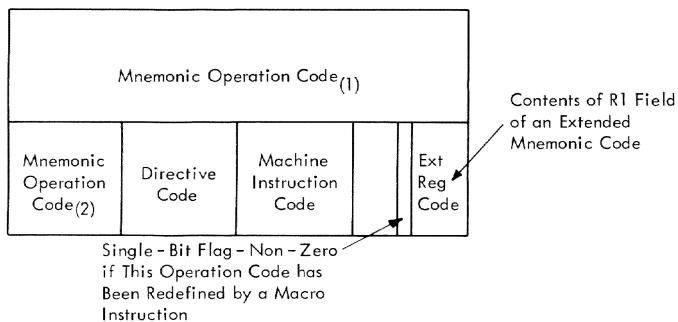 Mnemonic Operation Code(1)
Contents of R1 Field
of an Extended
Mnemonic Code
Mnemonic
Operation
Code(2)
Directive
Code
Machine
Instruction
Code
Ext
Reg
Code
Single-Bit Flag-Non-Zero
if This Operation Code has
Been Redefined by a Macro
Instruction